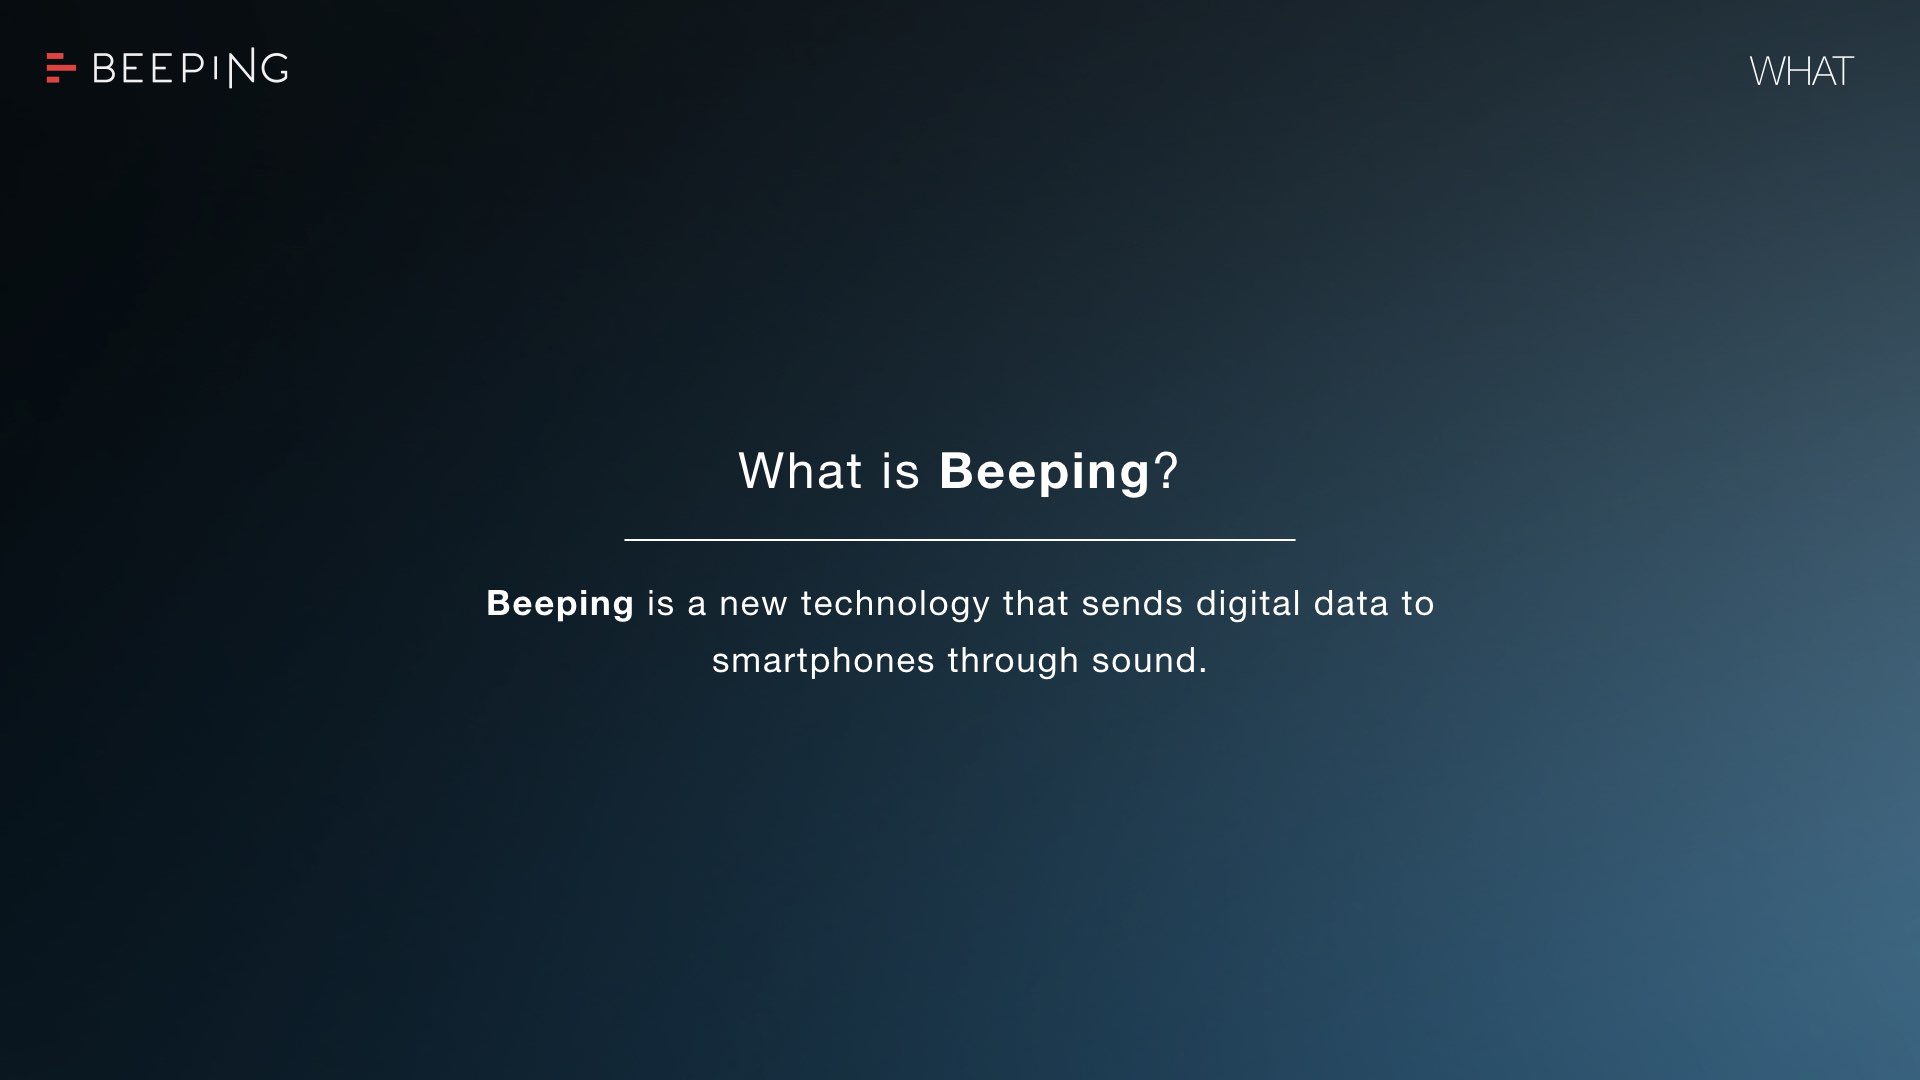 BEEPING
WHAT
What is Beeping?
Beeping is a new technology that sends digital data to
smartphones through sound.